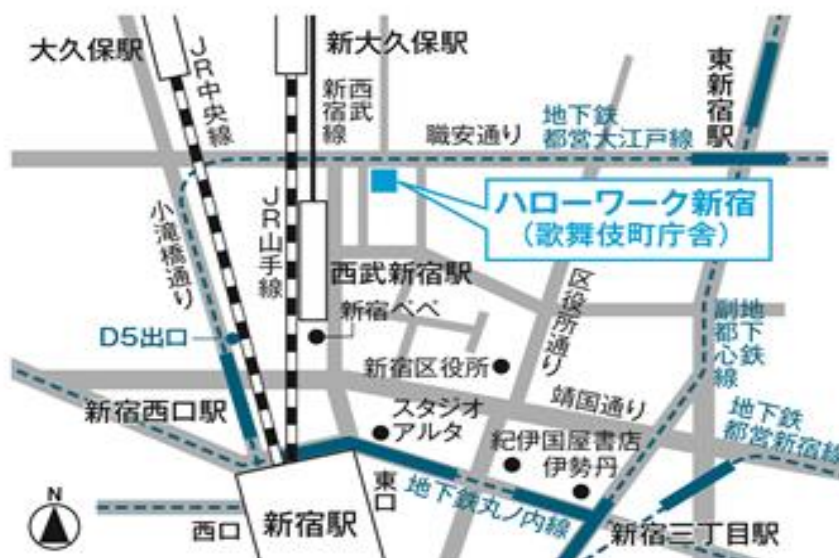 大久保駅
新大久保駅
JR中央線
西武
新宿線
東新宿駅
職安通り
地下鉄
都営大江戸線
小滝橋通り
JR山手線
ハローワーク新宿
(歌舞伎町庁舎)
西武新宿駅
新宿ペペ
区役所通り
D5出口
新宿区役所
地下鉄
副都心線
新宿西口駅
スタジオ
アルタ
靖国通り
地下鉄
都営新宿線
紀伊国屋書店
伊勢丹
東口
地下鉄丸ノ内線
N
西口
新宿駅
新宿三丁目駅